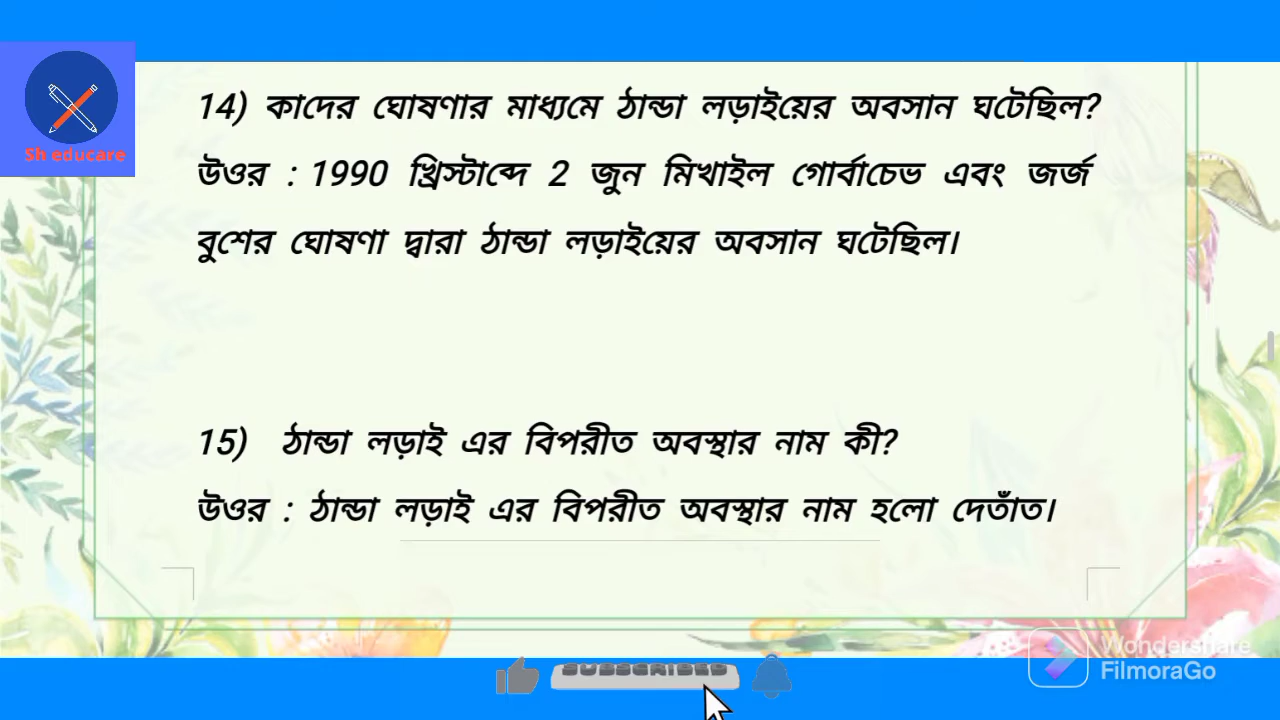 Sh educare
14) কাদের ঘোষণার মাধ্যমে ঠান্ডা লড়াইয়ের অবসান ঘটেছিল?
উওর : 1990 খ্রিস্টাব্দে 2 জুন মিখাইল গোর্বাচেভ এবং জর্জ
বুশের ঘোষণা দ্বারা ঠান্ডা লড়াইয়ের অবসান ঘটেছিল।
15) ঠান্ডা লড়াই এর বিপরীত অবস্থার নাম কী?
উওর : ঠান্ডা লড়াই এর বিপরীত অবস্থার নাম হলো দেতাঁত।
SUBSCRIBED
Wondershare
FilmoraGo